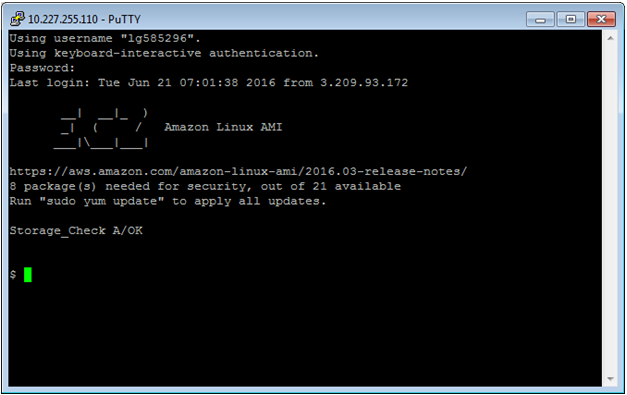 10.227.255.110 - PuTTY
Using username "lg585296".
Using keyboard-interactive authentication.
Password:
Last login: Tue Jun 21 07:01:38 2016 from 3.209.93.172
__|  __|_  )
_|  (     /   Amazon Linux AMI
___|\___|___|
https://aws.amazon.com/amazon-linux-ami/2016.03-release-notes/
8 package(s) needed for security, out of 21 available
Run "sudo yum update" to apply all updates.
Storage_Check A/OK
$